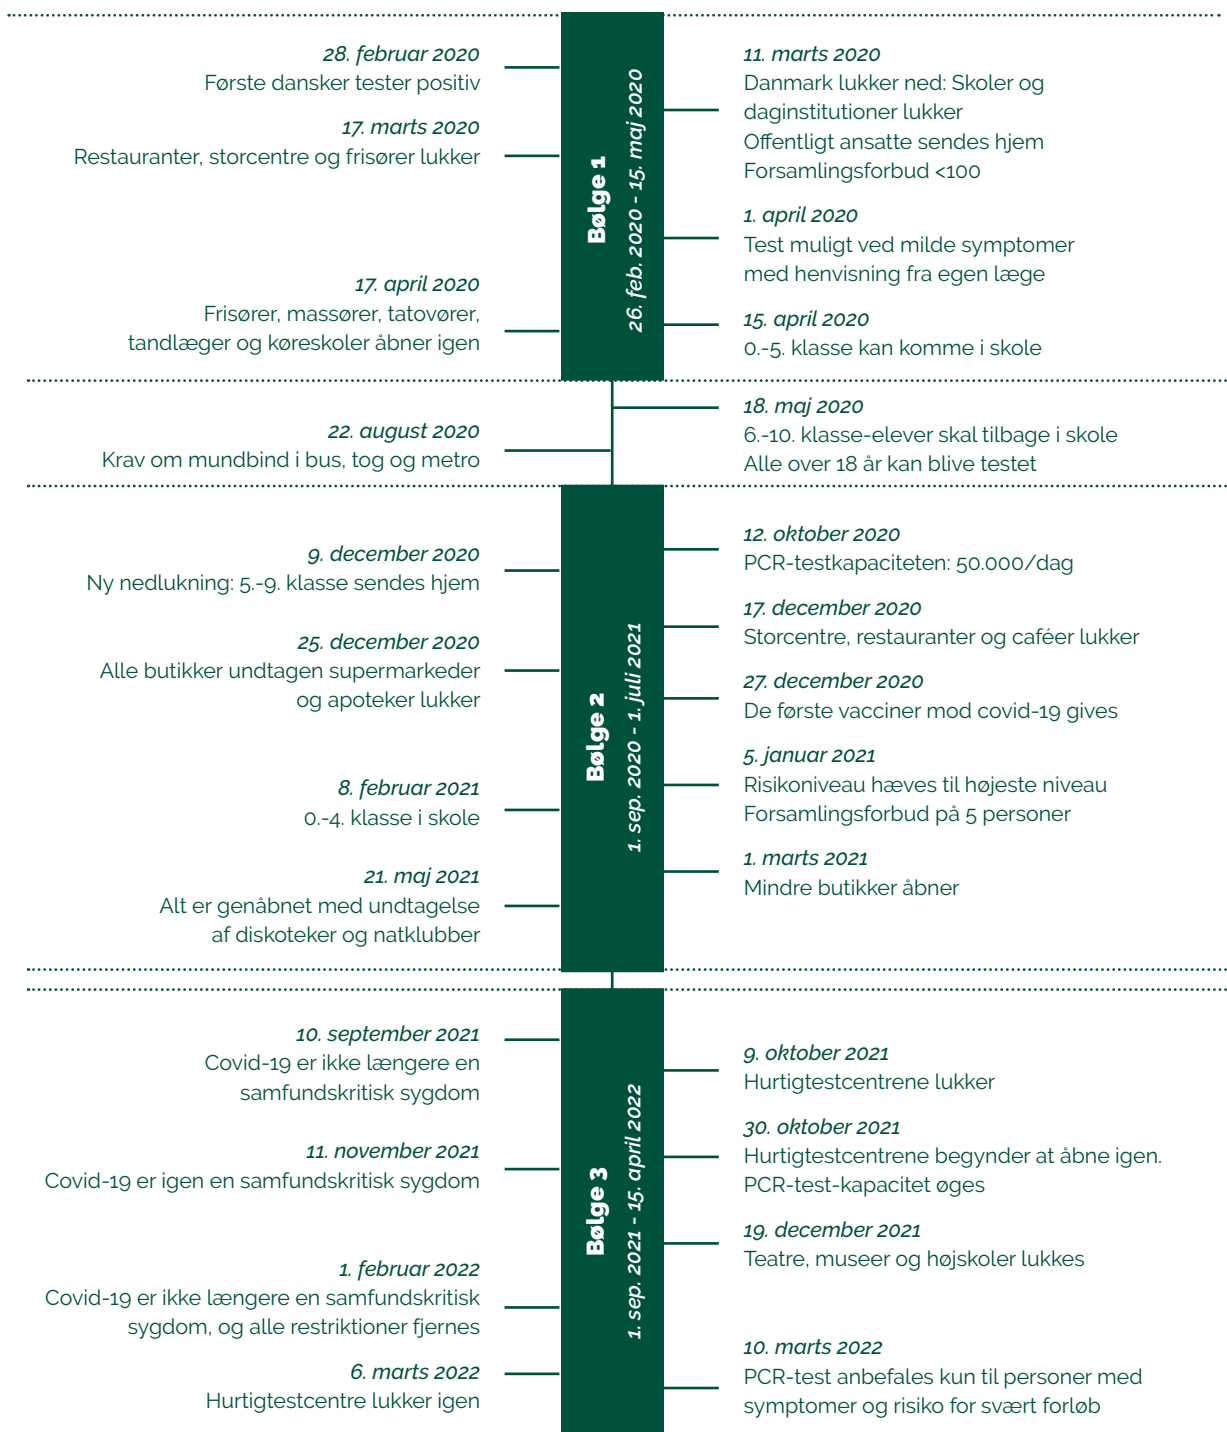 28. februar 2020
Første dansker tester positiv
17. marts 2020
Restauranter, storcentre og frisører lukker
17. april 2020
Frisører, massører, tatovører,
tandlæger og køreskoler åbner igen
Bølge 1
26. feb. 2020 - 15. maj 2020
11. marts 2020
Danmark lukker ned: Skoler og
daginstitutioner lukker
Offentligt ansatte sendes hjem
Forsamlingsforbud <100
1. april 2020
Test muligt ved milde symptomer
med henvisning fra egen læge
15. april 2020
0.-5. klasse kan komme i skole
22. august 2020
Krav om mundbind i bus, tog og metro
18. maj 2020
6.-10. klasse-elever skal tilbage i skole
Alle over 18 år kan blive testet
9. december 2020
Ny nedlukning: 5.-9. klasse sendes hjem
25. december 2020
Alle butikker undtagen supermarkeder
og apoteker lukker
8. februar 2021
0.-4. klasse i skole
21. maj 2021
Alt er genåbnet med undtagelse
af diskoteker og natklubber
Bølge 2
1. sep. 2020 - 1. juli 2021
12. oktober 2020
PCR-testkapaciteten: 50.000/dag
17. december 2020
Storcentre, restauranter og caféer lukker
27. december 2020
De første vacciner mod covid-19 gives
5. januar 2021
Risikoniveau hæves til højeste niveau
Forsamlingsforbud på 5 personer
1. marts 2021
Mindre butikker åbner
10. september 2021
Covid-19 er ikke længere en
samfundskritisk sygdom
11. november 2021
Covid-19 er igen en samfundskritisk sygdom
1. februar 2022
Covid-19 er ikke længere en samfundskritisk
sygdom, og alle restriktioner fjernes
6. marts 2022
Hurtigtestcentre lukker igen
Bølge 3
1. sep. 2021 - 15. april 2022
9. oktober 2021
Hurtigtestcentrene lukker
30. oktober 2021
Hurtigtestcentrene begynder at åbne igen.
PCR-test-kapacitet øges
19. december 2021
Teatre, museer og højskoler lukkes
10. marts 2022
PCR-test anbefales kun til personer med
symptomer og risiko for svært forløb